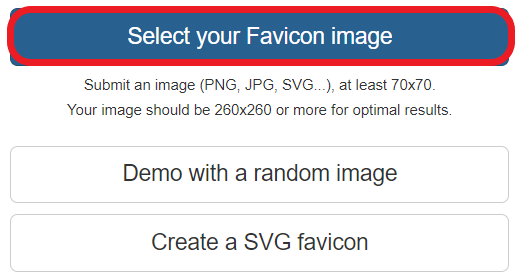 Select your Favicon image
Submit an image (PNG, JPG, SVG...), at least 70x70.
Your image should be 260x260 or more for optimal results.
Demo with a random image
Create a SVG favicon